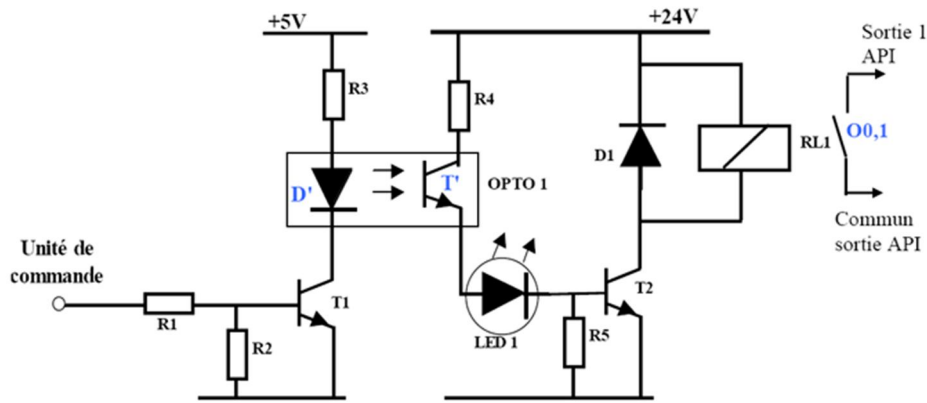 +5V
+24V
Sortie 1
API
R3
R4
D1
RL1
O0,1
D'
T'
OPTO 1
Commun
sortie API
Unité de
commande
R1
R2
T1
LED 1
R5
T2